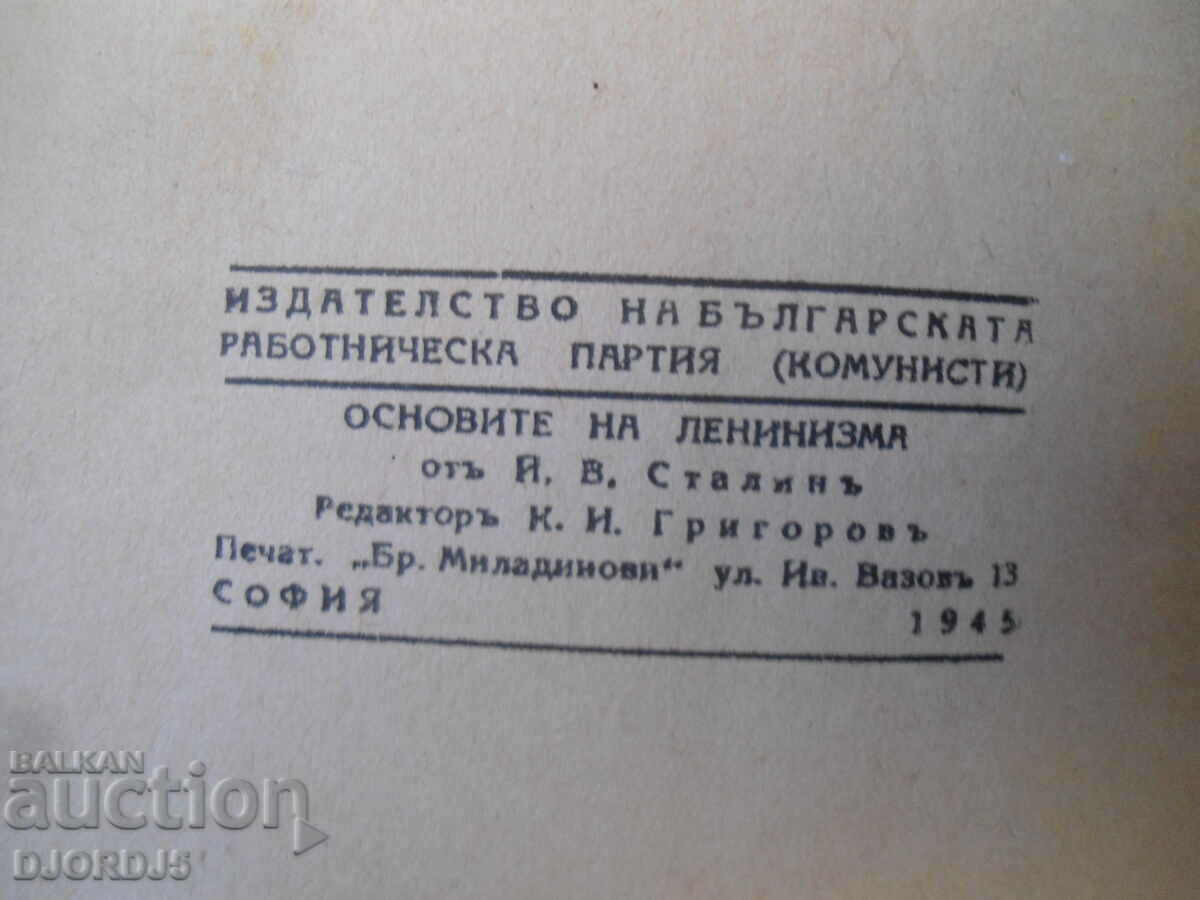 ИЗДАТЕЛСТВО НА БЪЛГАРСКАТА
РАБОТНИЧЕСКА ПАРТИЯ (КОМУНИСТИ)
ОСНОВИТЕ НА ЛЕНИНИЗМА
отъ Й. В. Сталинъ
Редакторъ К. И. Григоровъ
Печат. „Бр. Миладинови“ ул. Ив. Вазовъ 13
СОФИЯ 1945
BALKAN
auction
DJORDJ5